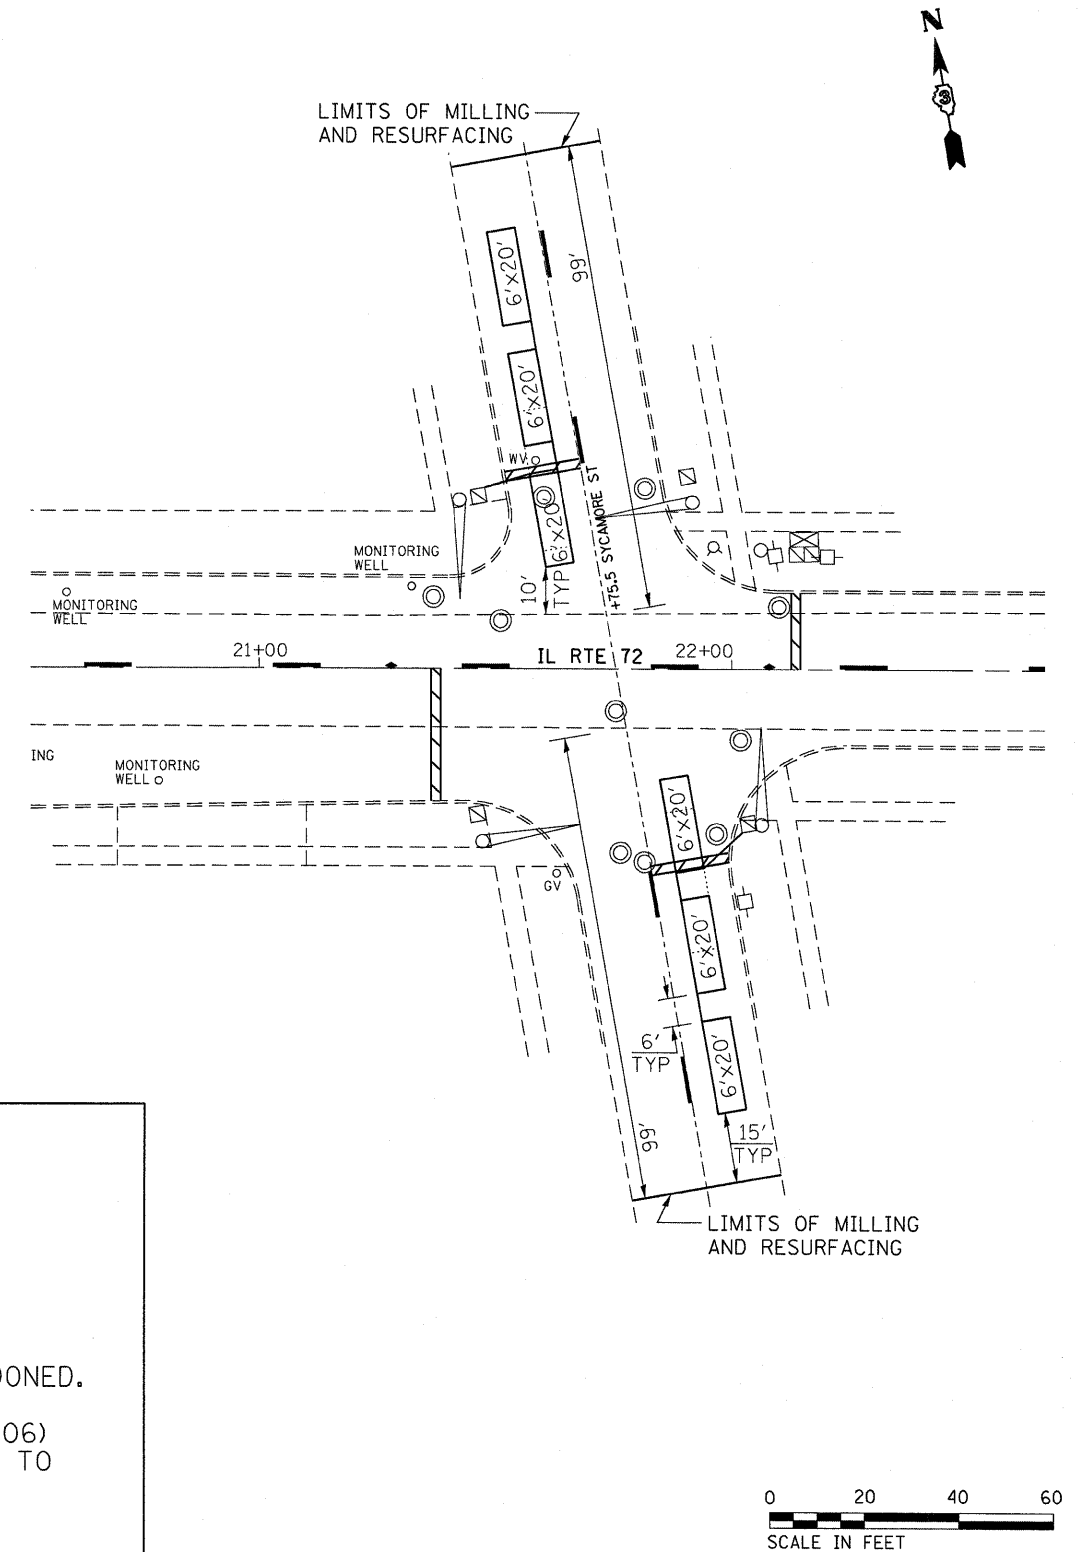 N
3
LIMITS OF MILLING
AND RESURFACING
6'X20'
99'
6'X20'
WV
6'X20'
+75.5 SYCAMORE ST
MONITORING
WELL
10'
TYP
MONITORING
WELL
21+00
IL RTE 72
22+00
ING
MONITORING
WELL
6'X20'
GV
6'X20'
6'
TYP
6'X20'
99'
15'
TYP
LIMITS OF MILLING
AND RESURFACING
ONED.
06)
TO
0 20 40 60
SCALE IN FEET